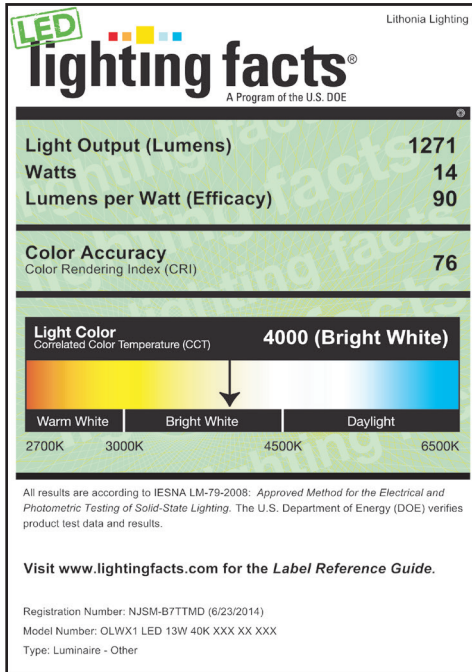 Lithonia Lighting
LED
lighting facts®
A Program of the U.S. DOE
Light Output (Lumens) 1271
Watts 14
Lumens per Watt (Efficacy) 90
Color Accuracy
Color Rendering Index (CRI) 76
Light Color
Correlated Color Temperature (CCT) 4000 (Bright White)
Warm White Bright White Daylight
2700K 3000K 4500K 6500K
All results are according to IESNA LM-79-2008: Approved Method for the Electrical and
Photometric Testing of Solid-State Lighting. The U.S. Department of Energy (DOE) verifies
product test data and results.
Visit www.lightingfacts.com for the Label Reference Guide.
Registration Number: NJSM-B7TTMD (6/23/2014)
Model Number: OLWX1 LED 13W 40K XXX XX XXX
Type: Luminaire - Other